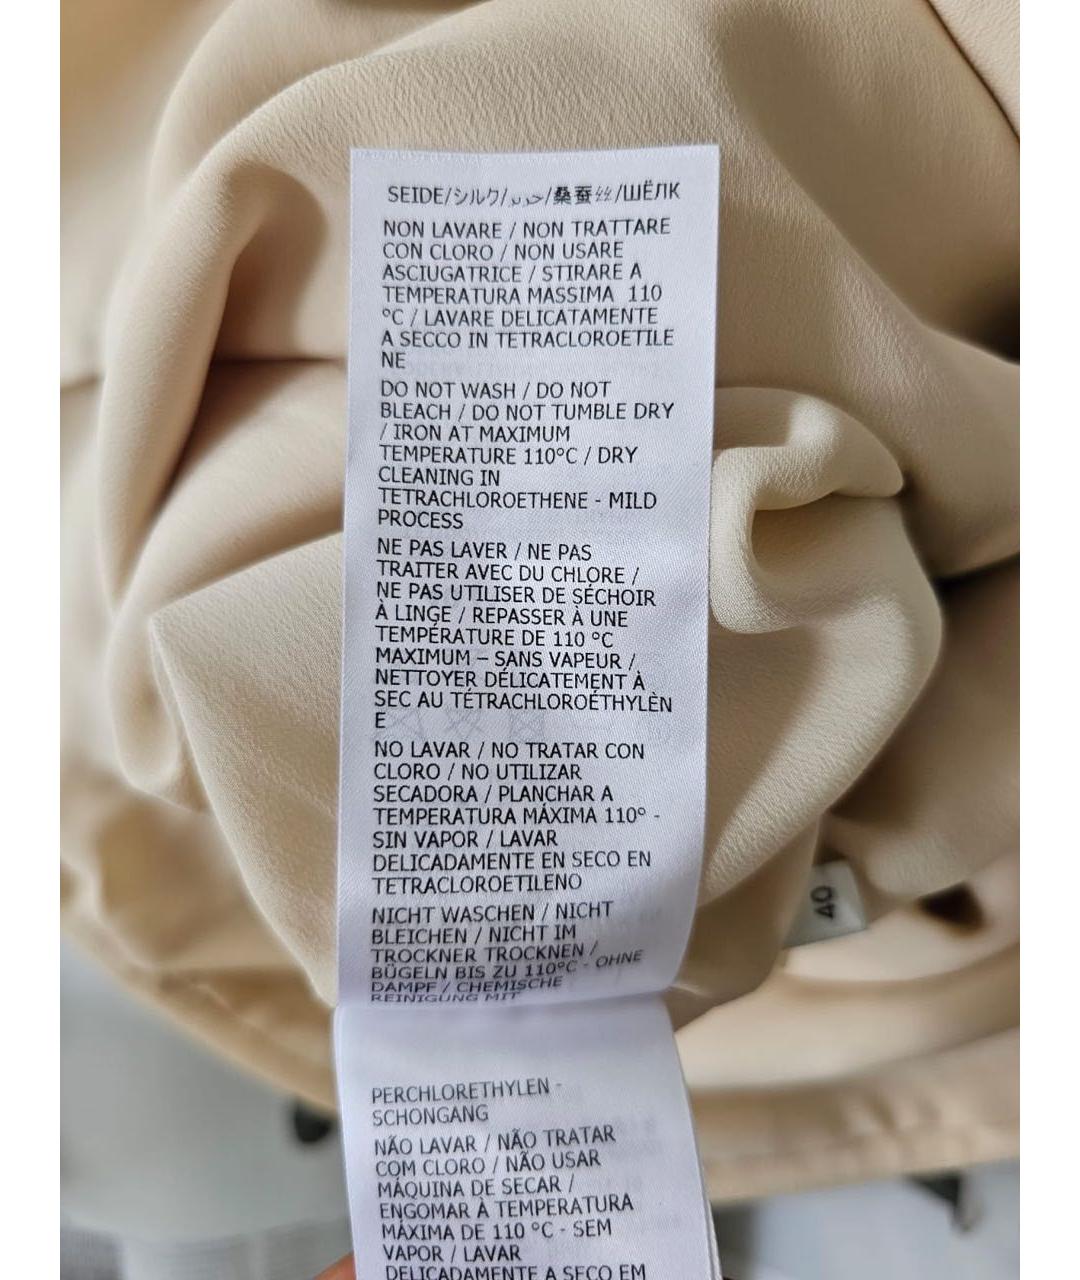 SEIDE/シルク/حرير/桑蚕丝/ШЁЛК
NON LAVARE / NON TRATTARE
CON CLORO / NON USARE
ASCIUGATRICE / STIRARE A
TEMPERATURA MASSIMA 110
°C / LAVARE DELICATAMENTE
A SECCO IN TETRACLOROETILE
NE
DO NOT WASH / DO NOT
BLEACH / DO NOT TUMBLE DRY
/ IRON AT MAXIMUM
TEMPERATURE 110°C / DRY
CLEANING IN
TETRACHLOROETHENE - MILD
PROCESS
NE PAS LAVER / NE PAS
TRAITER AVEC DU CHLORE /
NE PAS UTILISER DE SÉCHOIR
À LINGE / REPASSER À UNE
TEMPÉRATURE DE 110 °C
MAXIMUM – SANS VAPEUR /
NETTOYER DÉLICATEMENT À
SEC AU TÉTRACHLOROÉTHYLÈN
E
NO LAVAR / NO TRATAR CON
CLORO / NO UTILIZAR
SECADORA / PLANCHAR A
TEMPERATURA MÁXIMA 110° -
SIN VAPOR / LAVAR
DELICADAMENTE EN SECO EN
TETRACLOROETILENO
NICHT WASCHEN / NICHT
BLEICHEN / NICHT IM
TROCKNER TROCKNEN /
BÜGELN BIS ZU 110°C - OHNE
DAMPF / CHEMISCHE
REINIGUNG MIT
PERCHLORETHYLEN -
SCHONGANG
NÃO LAVAR / NÃO TRATAR
COM CLORO / NÃO USAR
MÁQUINA DE SECAR /
ENGOMAR À TEMPERATURA
MÁXIMA DE 110 °C - SEM
VAPOR / LAVAR
DELICADAMENTE A SECO EM
40